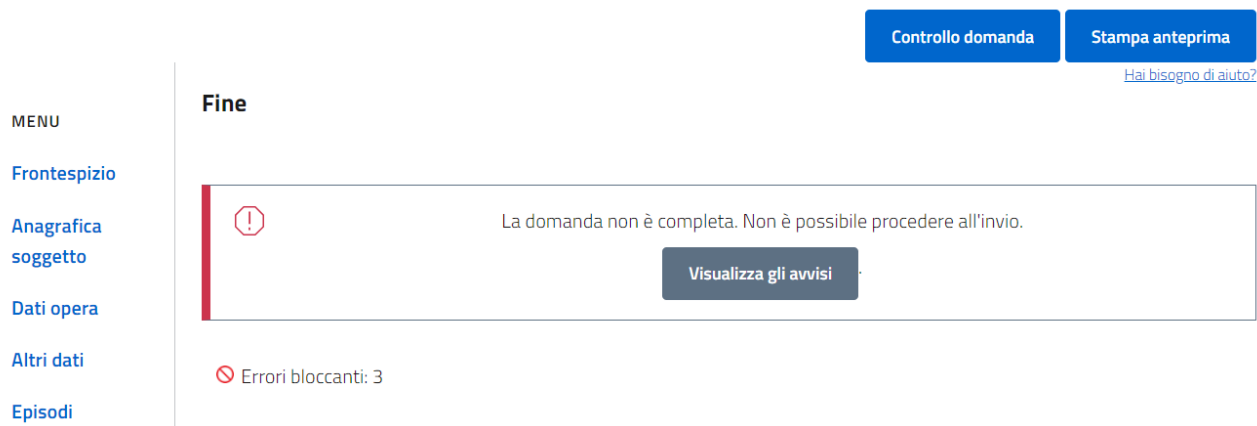 Controllo domanda
Stampa anteprima
Hai bisogno di aiuto?
MENU
Frontespizio
Anagrafica
soggetto
Dati opera
Altri dati
Episodi
Fine
La domanda non è completa. Non è possibile procedere all'invio.
Visualizza gli avvisi.
Errori bloccanti: 3